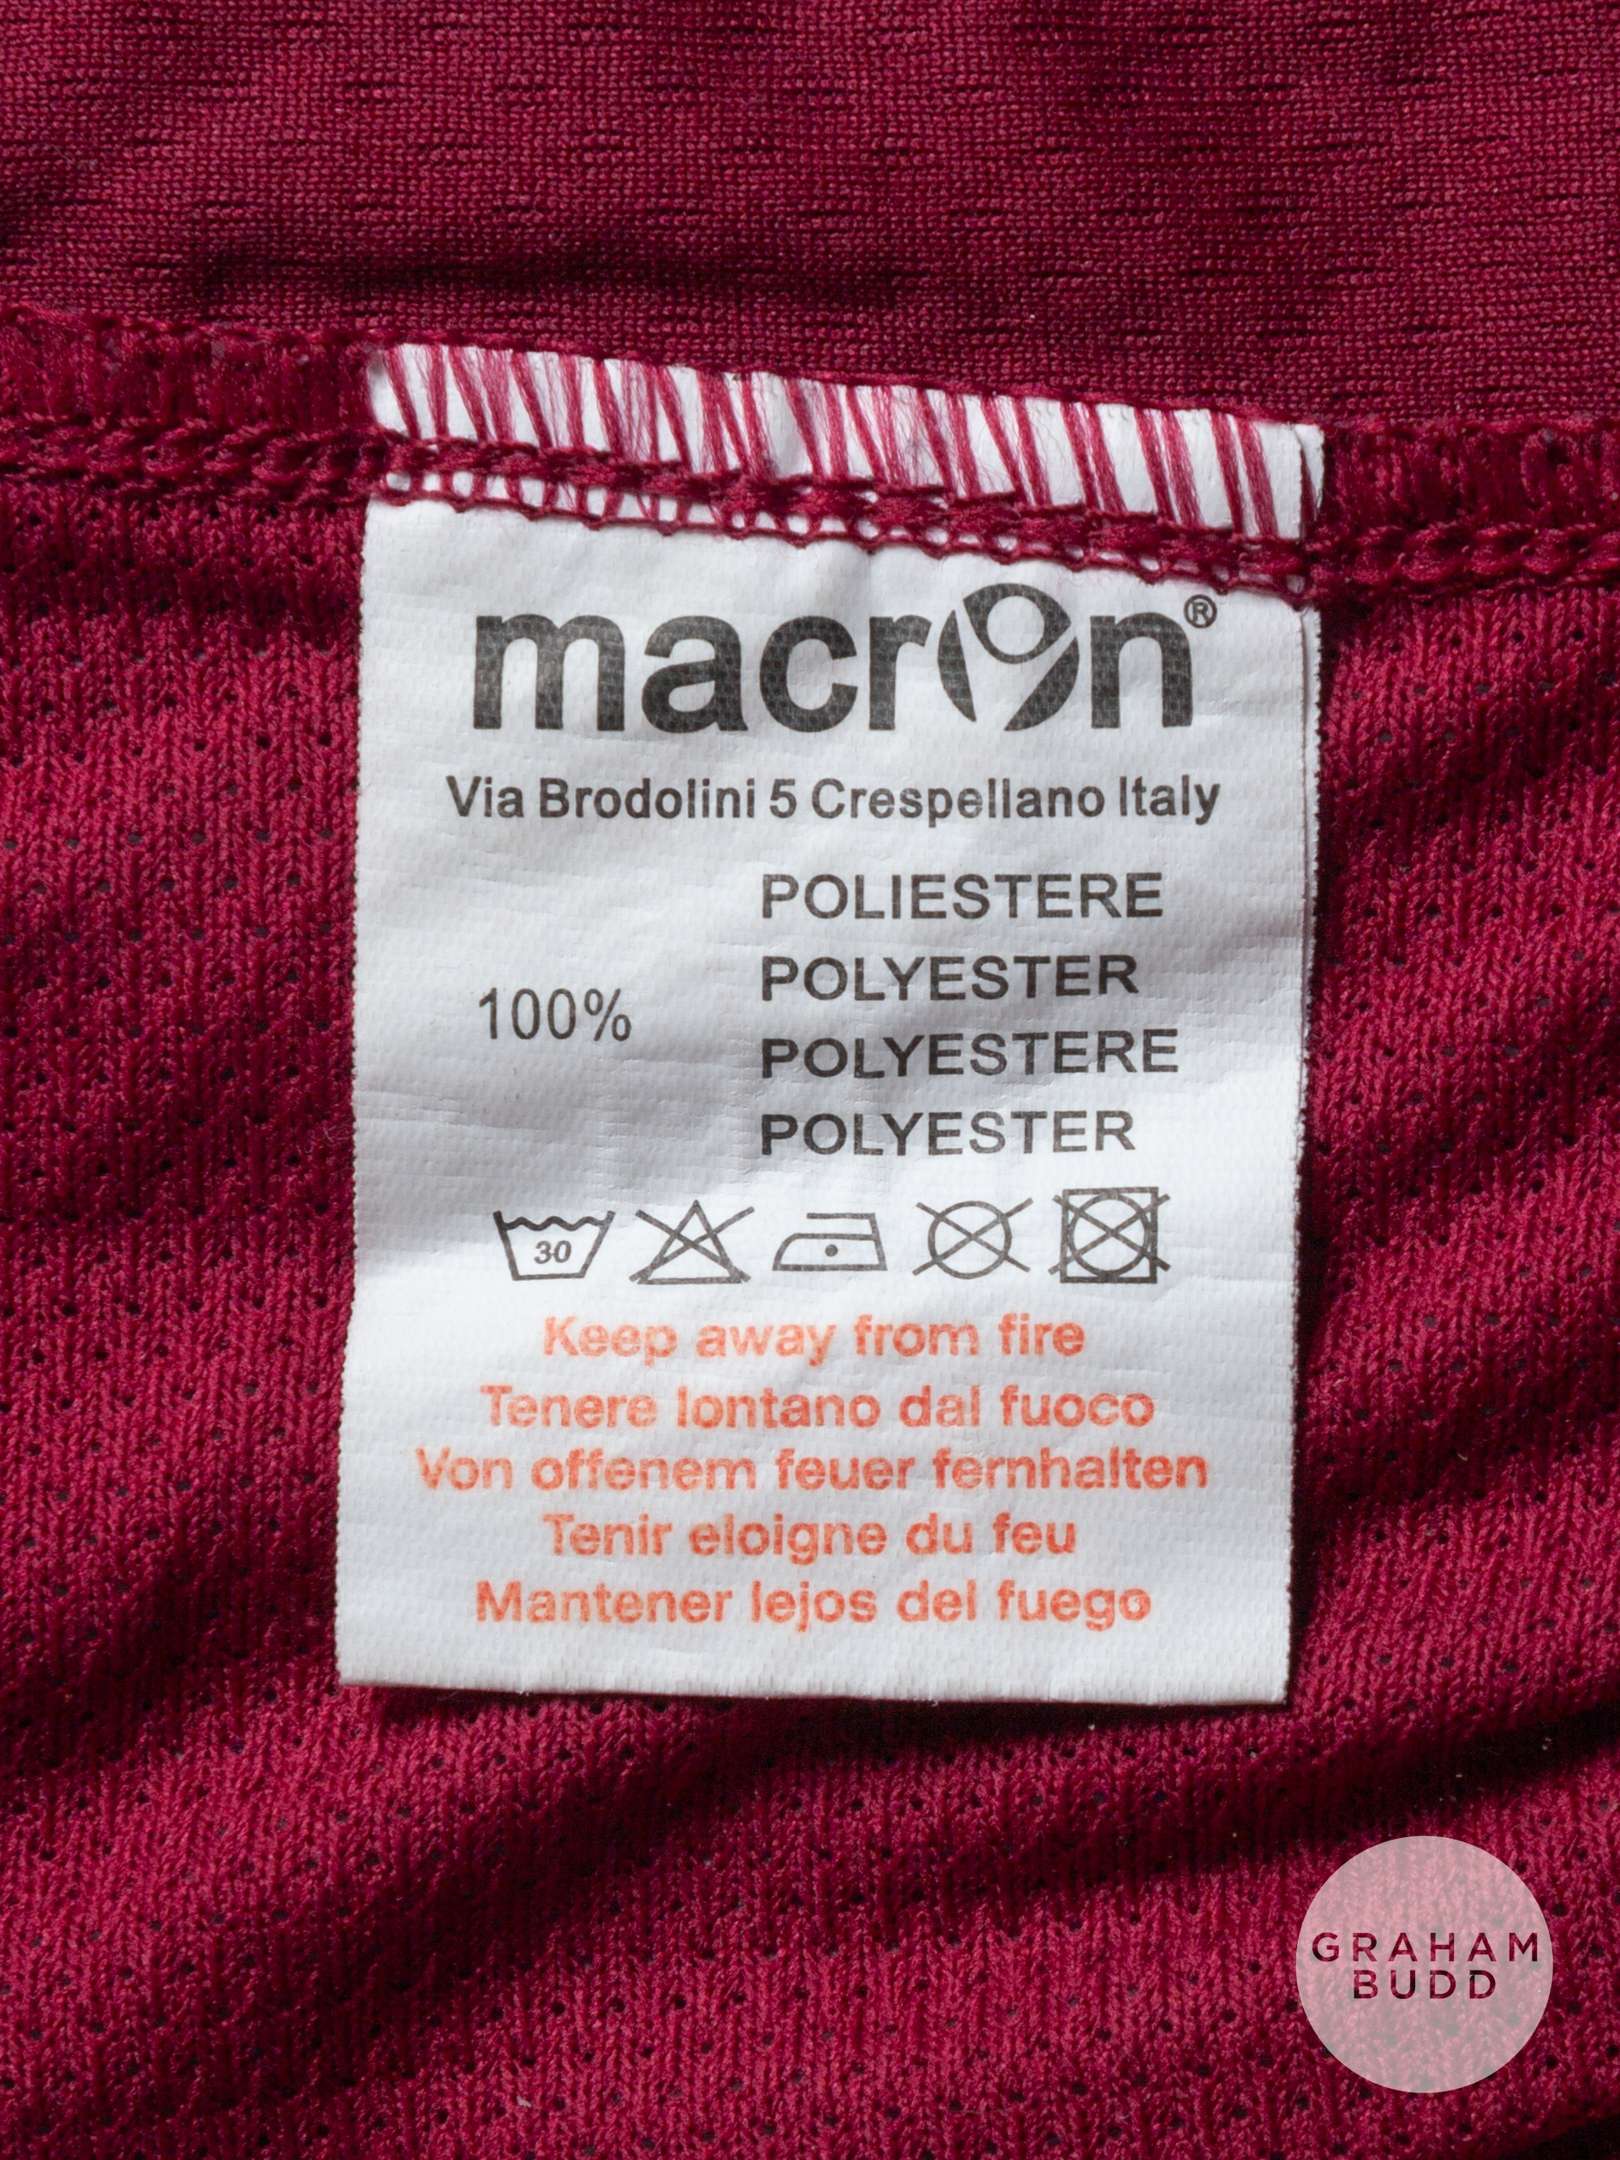 macron®
Via Brodolini 5 Crespellano Italy
POLIESTERE
POLYESTER
100%
POLYESTERE
POLYESTER
30
Keep away from fire
Tenere lontano dal fuoco
Von offenem feuer fernhalten
Tenir eloigne du feu
Mantener lejos del fuego
GRAHAM
BUDD